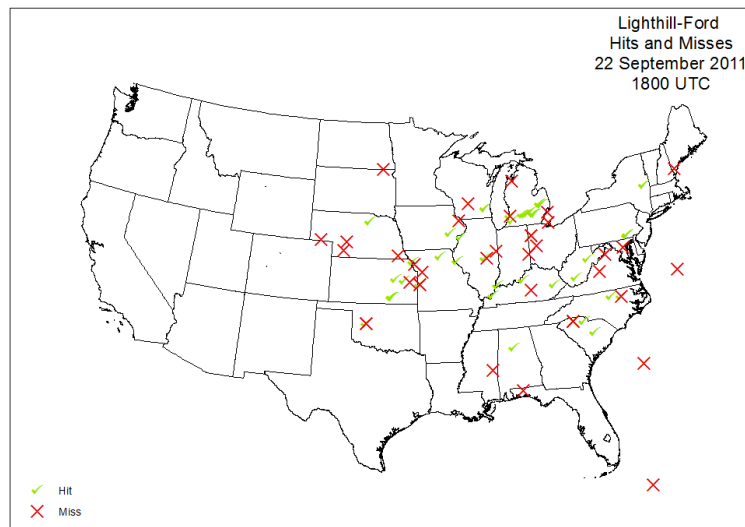 Lighthill-Ford
Hits and Misses
22 September 2011
1800 UTC
Hit
Miss